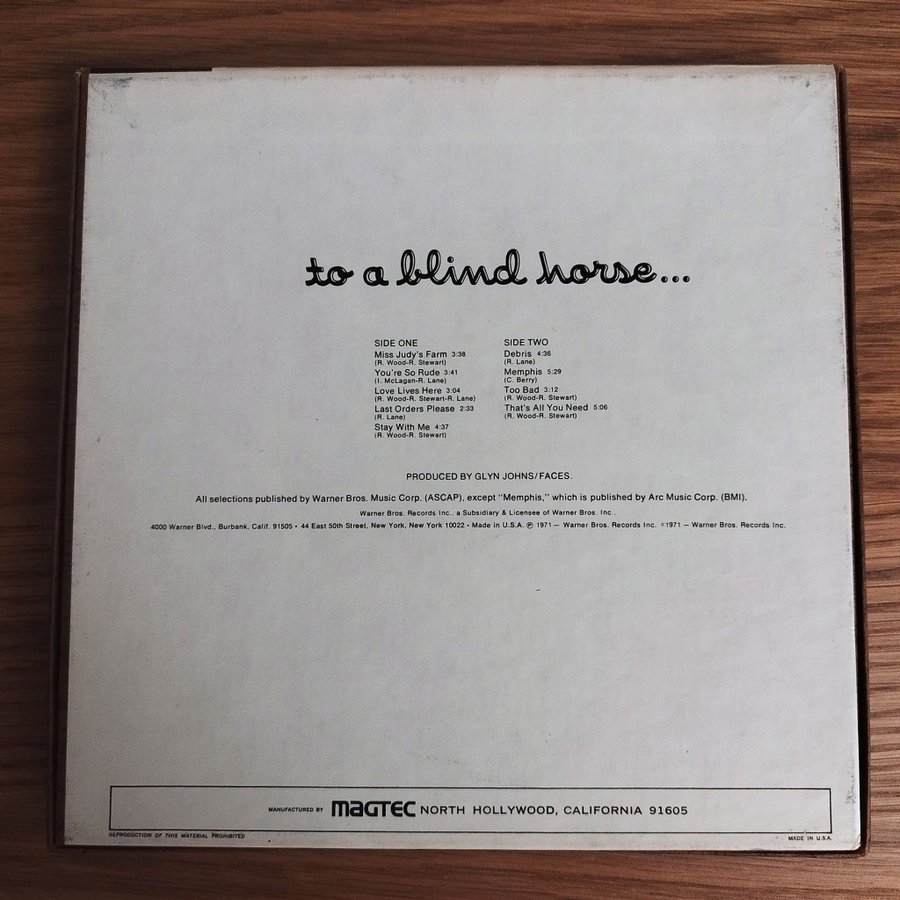 to a blind horse...
SIDE ONE
Miss Judy's Farm 3:38
(R. Wood-R. Stewart)
You're So Rude 3:41
(I. McLagan-R. Lane)
Love Lives Here 3:04
(R. Wood-R. Stewart-R. Lane)
Last Orders Please 2:33
(R. Lane)
Stay With Me 4:37
(R. Wood-R. Stewart)
SIDE TWO
Debris 4:36
(R. Lane)
Memphis 5:29
(C. Berry)
Too Bad 3:12
(R. Wood-R. Stewart)
That's All You Need 5:06
(R. Wood-R. Stewart)
PRODUCED BY GLYN JOHNS/FACES.
All selections published by Warner Bros. Music Corp. (ASCAP), except "Memphis," which is published by Arc Music Corp. (BMI).
Warner Bros. Records Inc., a Subsidiary & Licensee of Warner Bros. Inc.,
4000 Warner Blvd., Burbank, Calif. 91505 • 44 East 50th Street, New York, New York 10022 • Made in U.S.A. ℗ 1971 — Warner Bros. Records Inc. ©1971 — Warner Bros. Records Inc.
MANUFACTURED BY MAGTEC NORTH HOLLYWOOD, CALIFORNIA 91605
REPRODUCTION OF THIS MATERIAL PROHIBITED
MADE IN U.S.A.